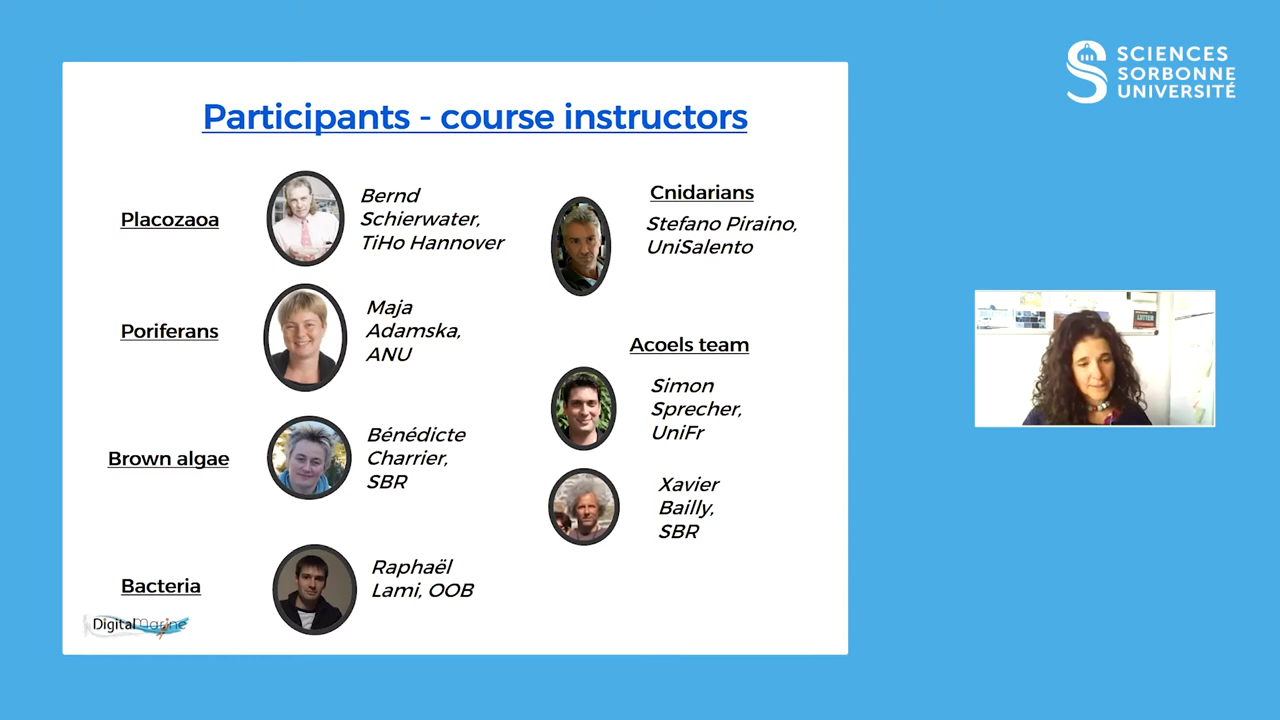 SCIENCES
SORBONNE
UNIVERSITÉ
Participants - course instructors
Placozaoa
Bernd
Schierwater,
TiHo Hannover
Poriferans
Maja
Adamska,
ANU
Brown algae
Bénédicte
Charrier,
SBR
Bacteria
Raphaël
Lami, OOB
Cnidarians
Stefano Piraino,
UniSalento
Acoels team
Simon
Sprecher,
UniFr
Xavier
Bailly,
SBR
DigitalMarine